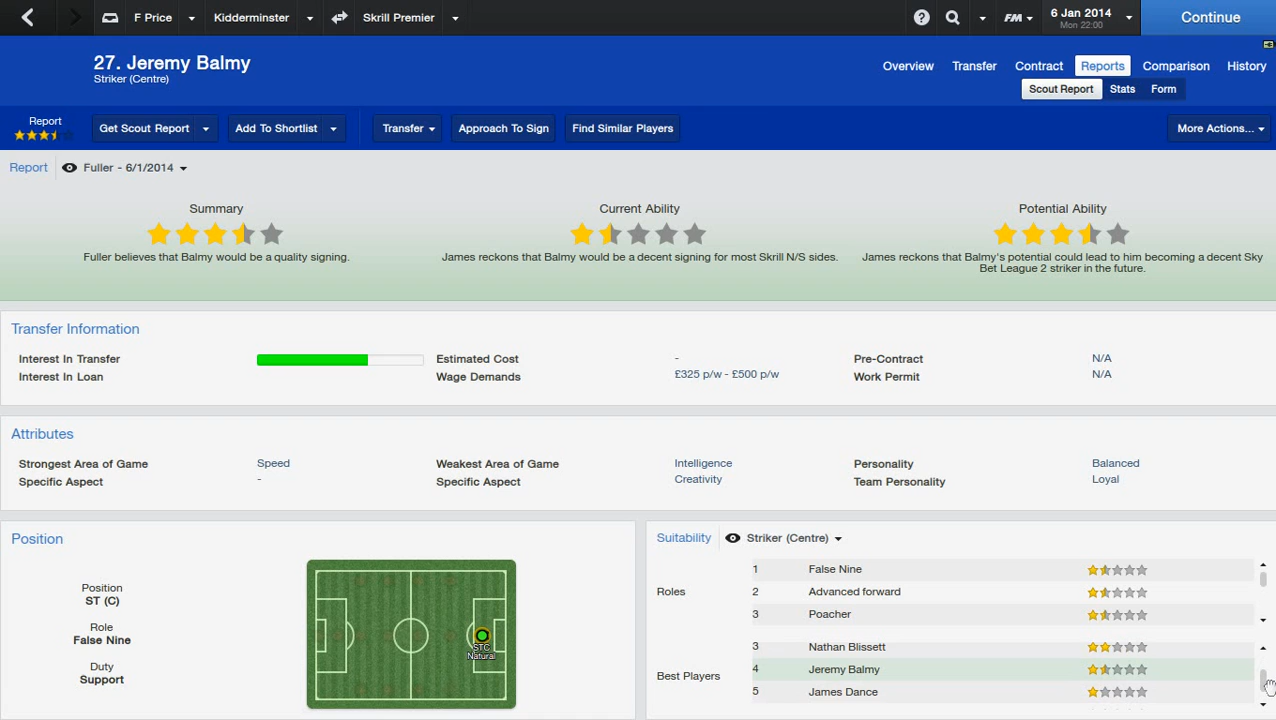 F Price
Kidderminster
Skrill Premier
?
FM
6 Jan 2014
Mon 22:00
Continue
27. Jeremy Balmy
Striker (Centre)
Overview
Transfer
Contract
Reports
Comparison
History
Scout Report
Stats
Form
Report
Get Scout Report
Add To Shortlist
Transfer
Approach To Sign
Find Similar Players
More Actions...
Report
Fuller - 6/1/2014
Summary
Fuller believes that Balmy would be a quality signing.
Current Ability
James reckons that Balmy would be a decent signing for most Skrill N/S sides.
Potential Ability
James reckons that Balmy's potential could lead to him becoming a decent Sky
Bet League 2 striker in the future.
Transfer Information
Interest In Transfer
Estimated Cost -
Pre-Contract N/A
Interest In Loan
Wage Demands £325 p/w - £500 p/w
Work Permit N/A
Attributes
Strongest Area of Game Speed
Weakest Area of Game Intelligence
Personality Balanced
Specific Aspect -
Specific Aspect Creativity
Team Personality Loyal
Position
Position
ST (C)
Role
False Nine
Duty
Support
STC
Natural
Suitability
Striker (Centre)
Roles
1 False Nine
2 Advanced forward
3 Poacher
Best Players
3 Nathan Blissett
4 Jeremy Balmy
5 James Dance